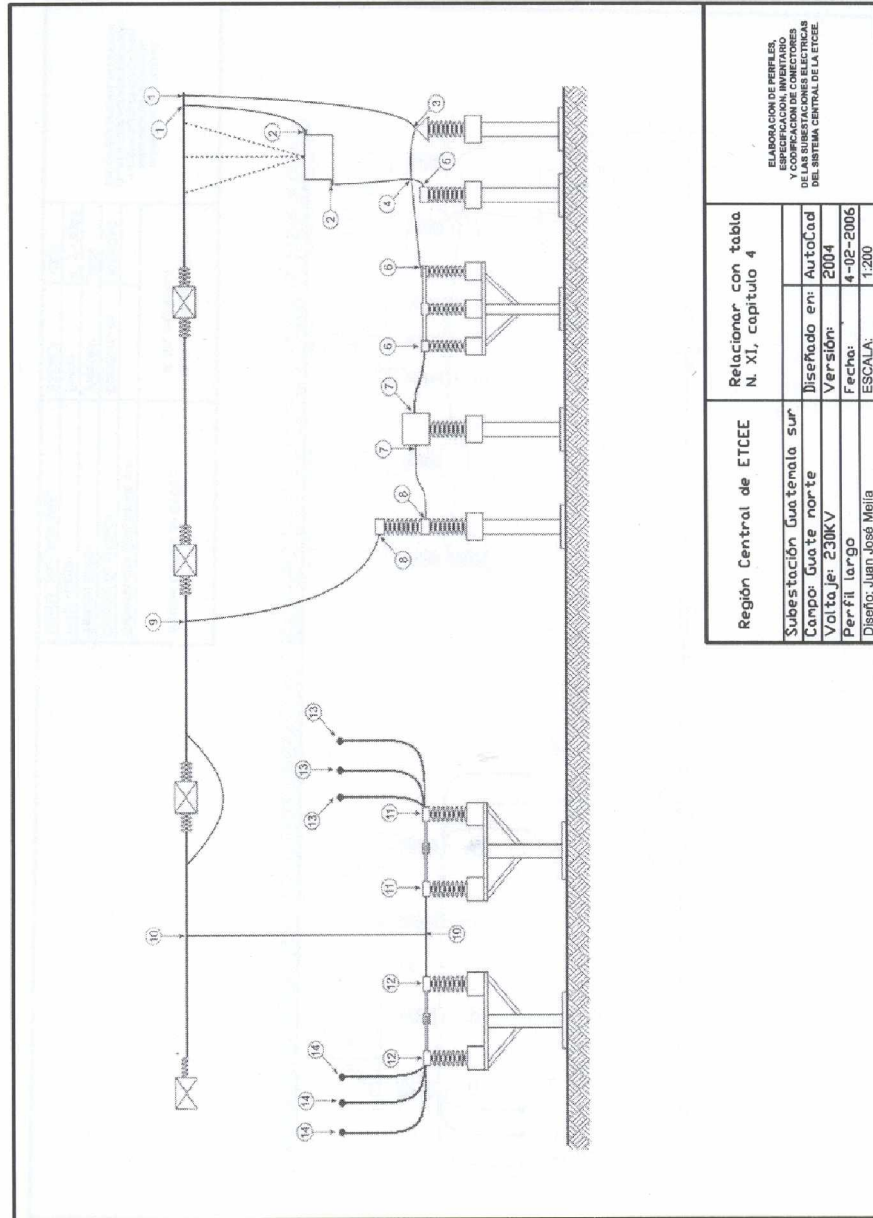 1
1
2
2
3
4
5
6
6
7
7
8
8
9
10
10
11
11
12
12
13
13
13
14
14
14
Región Central de ETCEE
Relacionar con tabla
N. XI, capitulo 4
ELABORACION DE PERFILES,
ESPECIFICACION, INVENTARIO
Y CODIFICACION DE CONECTORES
DE LAS SUBESTACIONES ELECTRICAS
DEL SISTEMA CENTRAL DE LA ETCEE.
Subestación Guatemala sur
Campo: Guate norte
Diseñado en: AutoCad
Voltaje: 230KV
Versión: 2004
Perfil largo
Fecha: 4-02-2006
Diseño: Juan José Mejía
ESCALA: 1:200